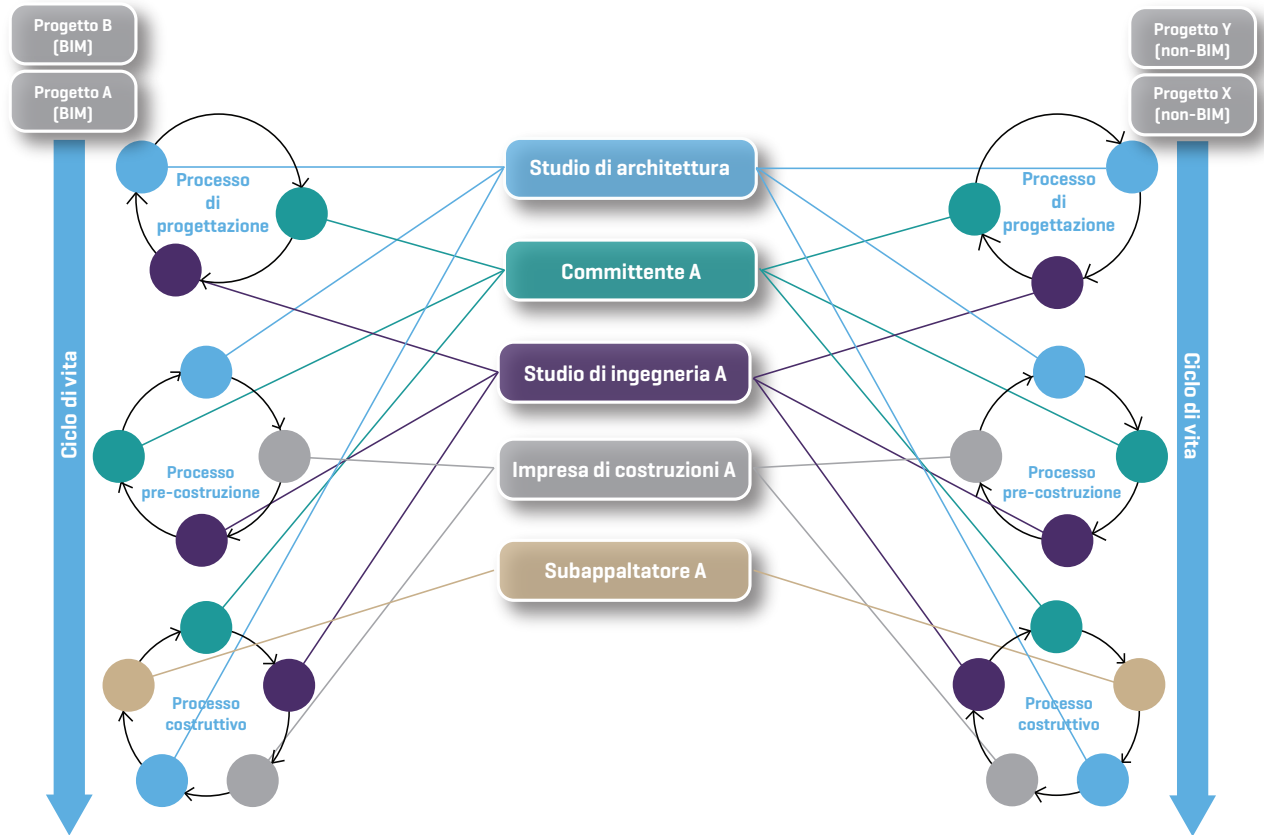 Progetto B
(BIM)
Progetto A
(BIM)
Progetto Y
(non-BIM)
Progetto X
(non-BIM)
Ciclo di vita
Processo
di
progettazione
Processo
pre-costruzione
Processo
costruttivo
Studio di architettura
Committente A
Studio di ingegneria A
Impresa di costruzioni A
Subappaltatore A
Processo
di
progettazione
Processo
pre-costruzione
Processo
costruttivo
Ciclo di vita